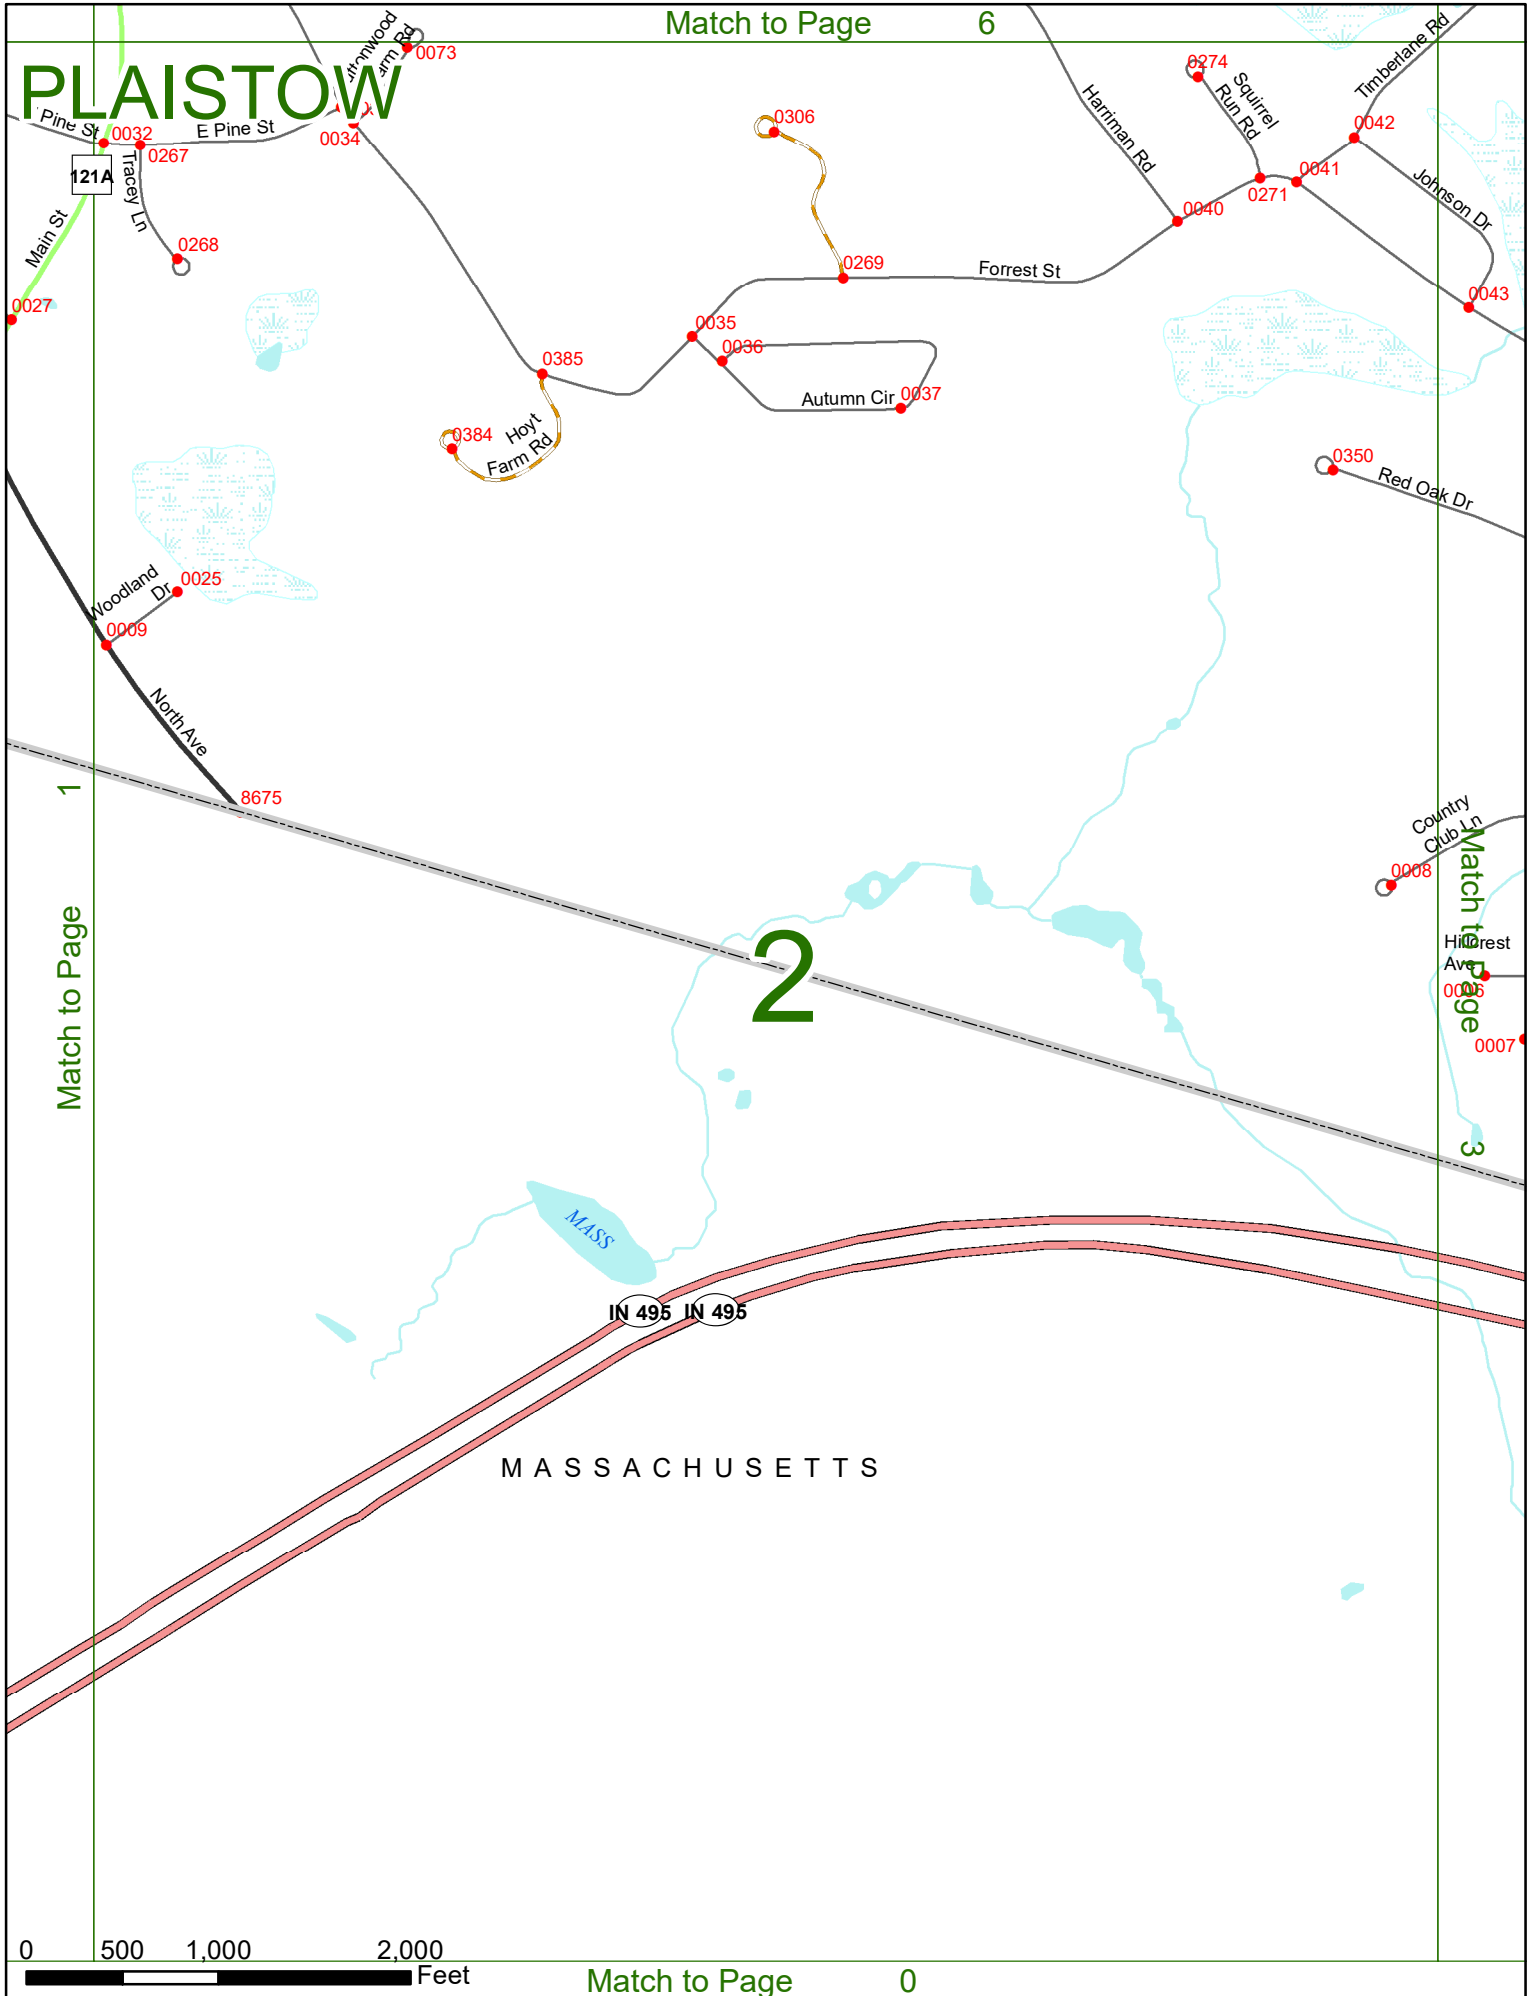 Match to Page 6
PLAISTOW
Farm Rd
0073
0274
Squirrel
Run Rd
Timberlane Rd
Harriman Rd
0306
0042
Pine St
0032
E Pine St
0034
0267
121A
Tracey Ln
Main St
0041
0271
Johnson Dr
0040
0268
0269
Forrest St
0027
0043
0035
0036
0385
Autumn Cir
0037
0384
Hoyt
Farm Rd
0350
Red Oak Dr
Woodland
Dr
0025
0009
North Ave
8675
Match to Page 1
Country
Club Ln
0008
Match to Page 3
Hillcrest
Ave
0006
0007
2
MASS
IN 495
IN 495
MASSACHUSETTS
0 500 1,000 2,000
Feet
Match to Page 0